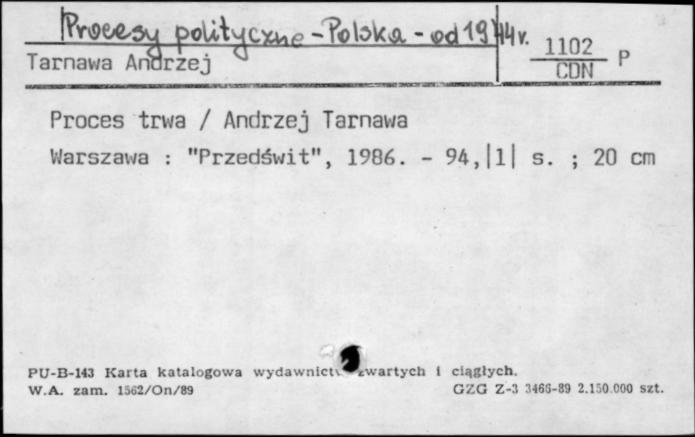 Procesy polityczne - Polska - od 1944 r.
Tarnawa Andrzej
1102
CDN P
Proces trwa / Andrzej Tarnawa
Warszawa : "Przedświt", 1986. - 94,|1| s. ; 20 cm
PU-B-143 Karta katalogowa wydawnictw zwartych i ciągłych.
W.A. zam. 1562/On/89 GZG Z-3 3466-89 2.150.000 szt.